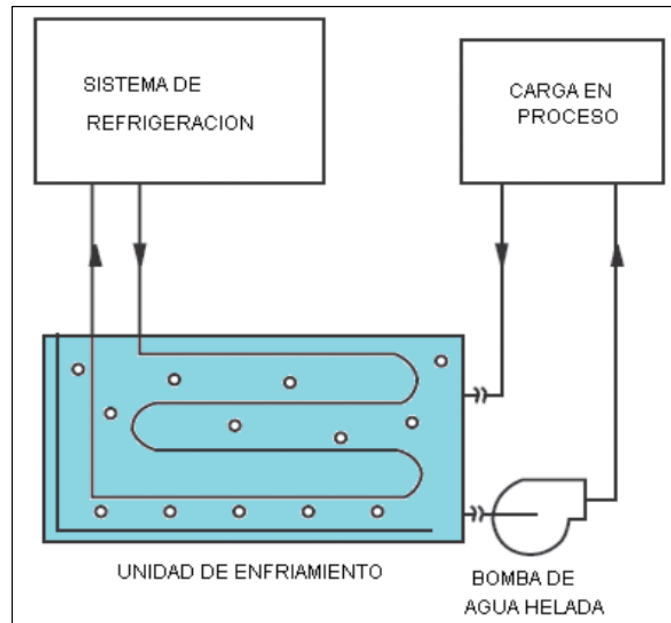 SISTEMA DE
REFRIGERACION
CARGA EN
PROCESO
UNIDAD DE ENFRIAMIENTO
BOMBA DE
AGUA HELADA